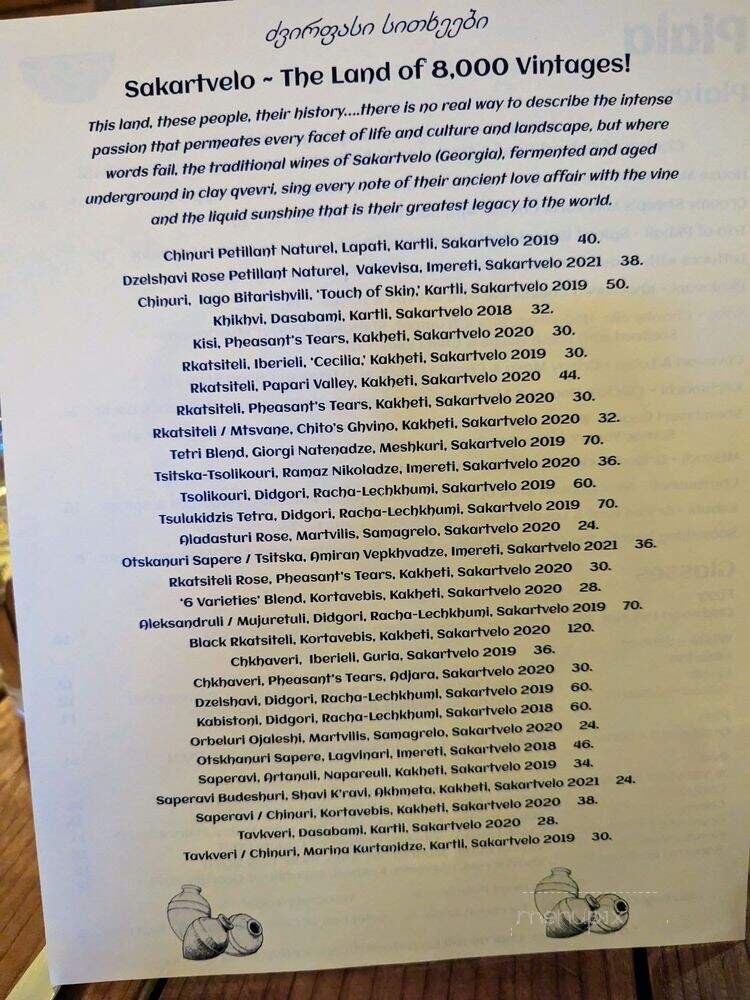 ძვირფასი სითხეები
Sakartvelo ~ The Land of 8,000 Vintages!
This land, these people, their history....there is no real way to describe the intense
passion that permeates every facet of life and culture and landscape, but where
words fail, the traditional wines of Sakartvelo (Georgia), fermented and aged
underground in clay qvevri, sing every note of their ancient love affair with the vine
and the liquid sunshine that is their greatest legacy to the world.
Chinuri Petillant Naturel, Lapati, Kartli, Sakartvelo 2019 40.
Dzelshavi Rose Petillant Naturel, Vakevisa, Imereti, Sakartvelo 2021 38.
Chinuri, Iago Bitarishvili, 'Touch of Skin,' Kartli, Sakartvelo 2019 50.
Khikhvi, Dasabami, Kartli, Sakartvelo 2018 32.
Kisi, Pheasant's Tears, Kakheti, Sakartvelo 2020 30.
Rkatsiteli, Iberieli, 'Cecilia,' Kakheti, Sakartvelo 2019 30.
Rkatsiteli, Papari Valley, Kakheti, Sakartvelo 2020 44.
Rkatsiteli, Pheasant's Tears, Kakheti, Sakartvelo 2020 30.
Rkatsiteli / Mtsvane, Chito's Ghvino, Kakheti, Sakartvelo 2020 32.
Tetri Blend, Giorgi Natenadze, Meshkuri, Sakartvelo 2019 70.
Tsitska-Tsolikouri, Ramaz Nikoladze, Imereti, Sakartvelo 2020 36.
Tsolikouri, Didgori, Racha-Lechkhumi, Sakartvelo 2019 60.
Tsulukidzis Tetra, Didgori, Racha-Lechkhumi, Sakartvelo 2019 70.
Aladasturi Rose, Martvilis, Samagrelo, Sakartvelo 2020 24.
Otskanuri Sapere / Tsitska, Amiran Vepkhvadze, Imereti, Sakartvelo 2021 36.
Rkatsiteli Rose, Pheasant's Tears, Kakheti, Sakartvelo 2020 30.
'6 Varieties' Blend, Kortavebis, Kakheti, Sakartvelo 2020 28.
Aleksandruli / Mujuretuli, Didgori, Racha-Lechkhumi, Sakartvelo 2019 70.
Black Rkatsiteli, Kortavebis, Kakheti, Sakartvelo 2020 120.
Chkhaveri, Iberieli, Guria, Sakartvelo 2019 36.
Chkhaveri, Pheasant's Tears, Adjara, Sakartvelo 2020 30.
Dzelshavi, Didgori, Racha-Lechkhumi, Sakartvelo 2019 60.
Kabistoni, Didgori, Racha-Lechkhumi, Sakartvelo 2018 60.
Orbeluri Ojaleshi, Martvilis, Samagrelo, Sakartvelo 2020 24.
Otskhanuri Sapere, Lagvinari, Imereti, Sakartvelo 2018 46.
Saperavi, Artanuli, Napareuli, Kakheti, Sakartvelo 2019 34.
Saperavi Budeshuri, Shavi K'ravi, Akhmeta, Kakheti, Sakartvelo 2021 24.
Saperavi / Chinuri, Kortavebis, Kakheti, Sakartvelo 2020 38.
Tavkveri, Dasabami, Kartli, Sakartvelo 2020 28.
Tavkveri / Chinuri, Marina Kurtanidze, Kartli, Sakartvelo 2019 30.
menupix